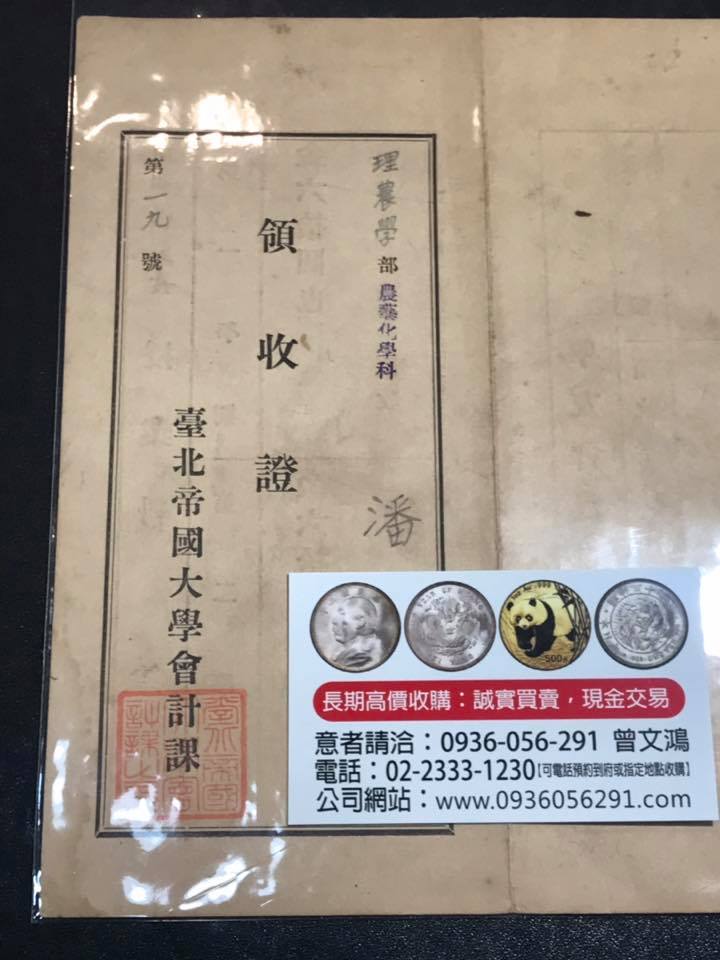 理農學部農藝化學科
潘
領收證
第一九號
臺北帝國大學會計課
500元
長期高價收購：誠實買賣，現金交易
意者請洽：0936-056-291 曾文鴻
電話：02-2333-1230【可電話預約到府或指定地點收購】
公司網站：www.0936056291.com